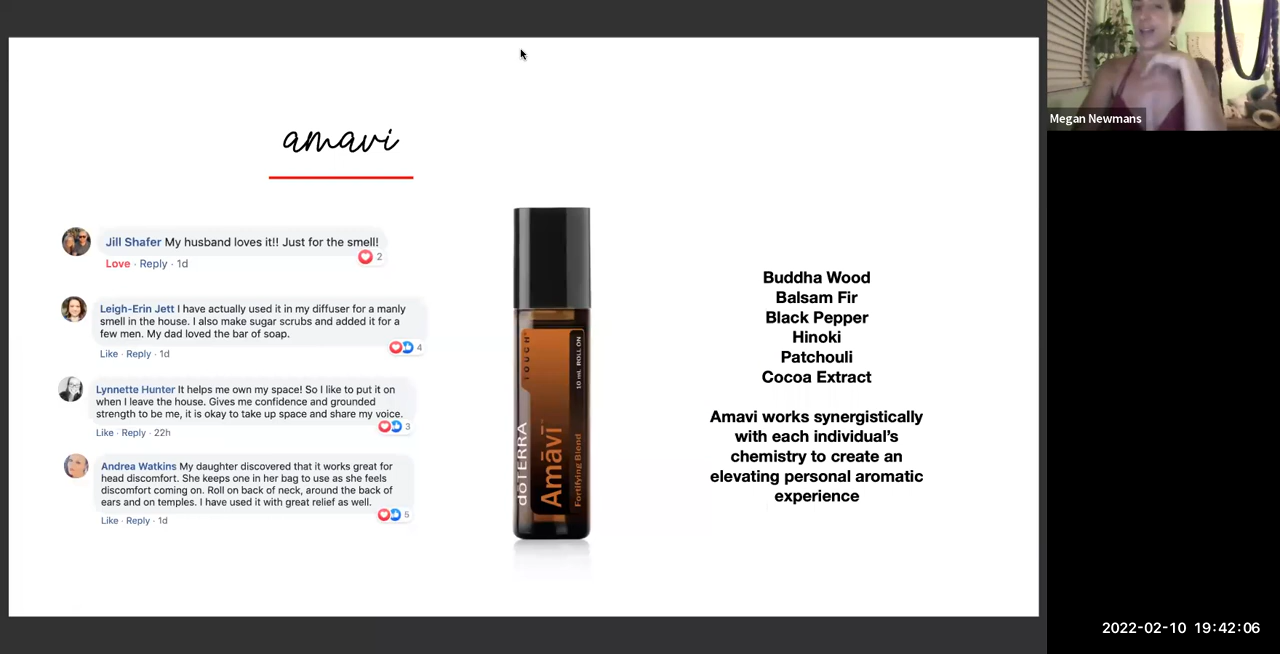 amavi
Jill Shafer My husband loves it!! Just for the smell!
2
Love · Reply · 1d
Leigh-Erin Jett I have actually used it in my diffuser for a manly
smell in the house. I also make sugar scrubs and added it for a
few men. My dad loved the bar of soap.
4
Like · Reply · 1d
Lynnette Hunter It helps me own my space! So I like to put it on
when I leave the house. Gives me confidence and grounded
strength to be me, it is okay to take up space and share my voice.
3
Like · Reply · 22h
Andrea Watkins My daughter discovered that it works great for
head discomfort. She keeps one in her bag to use as she feels
discomfort coming on. Roll on back of neck, around the back of
ears and on temples. I have used it with great relief as well.
5
Like · Reply · 1d
dōTERRA TOUCH
Amāvī
Fortifying Blend
10 mL ROLL ON
Buddha Wood
Balsam Fir
Black Pepper
Hinoki
Patchouli
Cocoa Extract
Amavi works synergistically
with each individual's
chemistry to create an
elevating personal aromatic
experience
Megan Newmans
2022-02-10 19:42:06